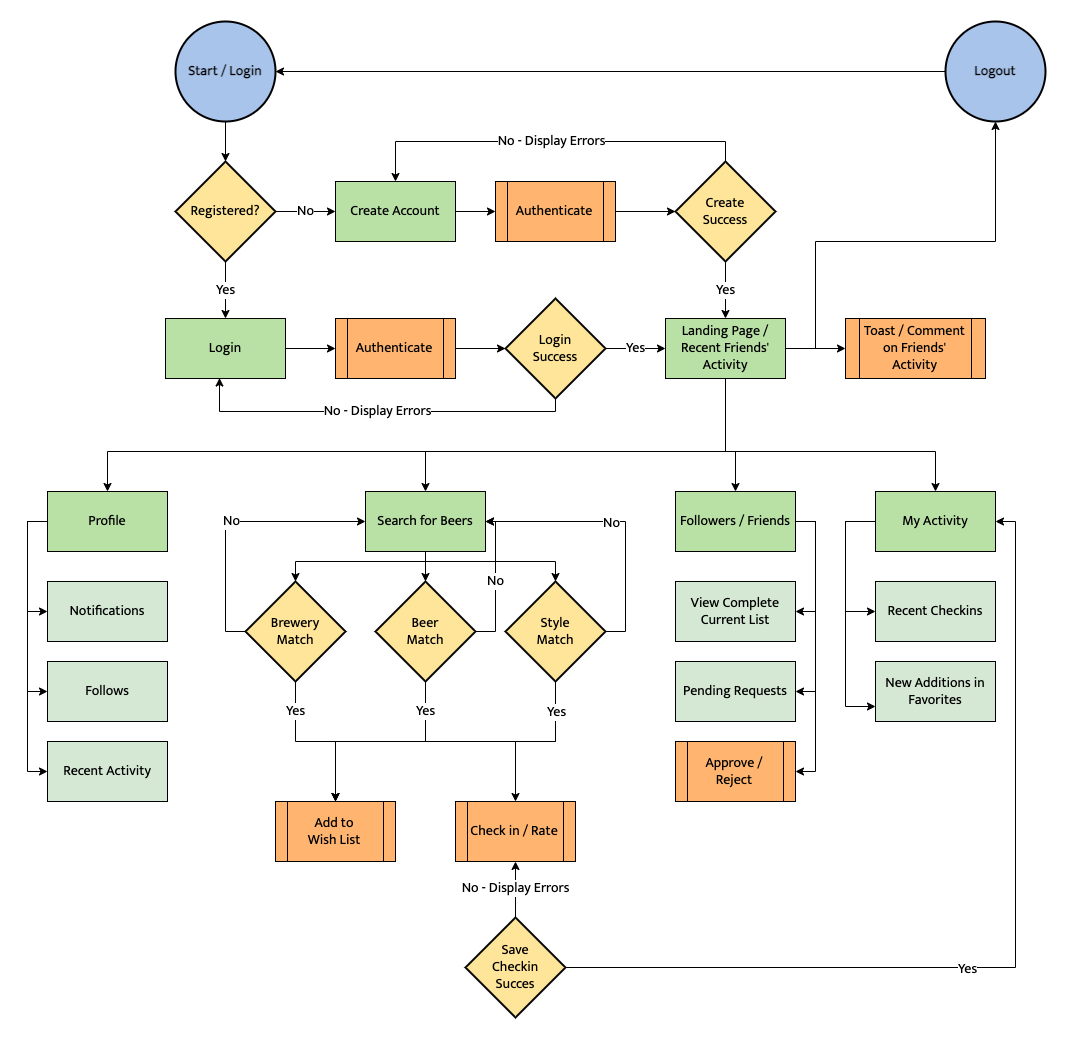 Start / Login
Logout
No - Display Errors
Registered?
No
Create Account
Authenticate
Create
Success
Yes
Yes
Login
Authenticate
Login
Success
Yes
Landing Page /
Recent Friends'
Activity
Toast / Comment
on Friends'
Activity
No - Display Errors
Profile
No
Search for Beers
No
Followers / Friends
My Activity
Notifications
No
Brewery
Match
Beer
Match
Style
Match
View Complete
Current List
Recent Checkins
Follows
Yes
Yes
Yes
Pending Requests
New Additions in
Favorites
Recent Activity
Approve /
Reject
Add to
Wish List
Check in / Rate
No - Display Errors
Save
Checkin
Succes
Yes